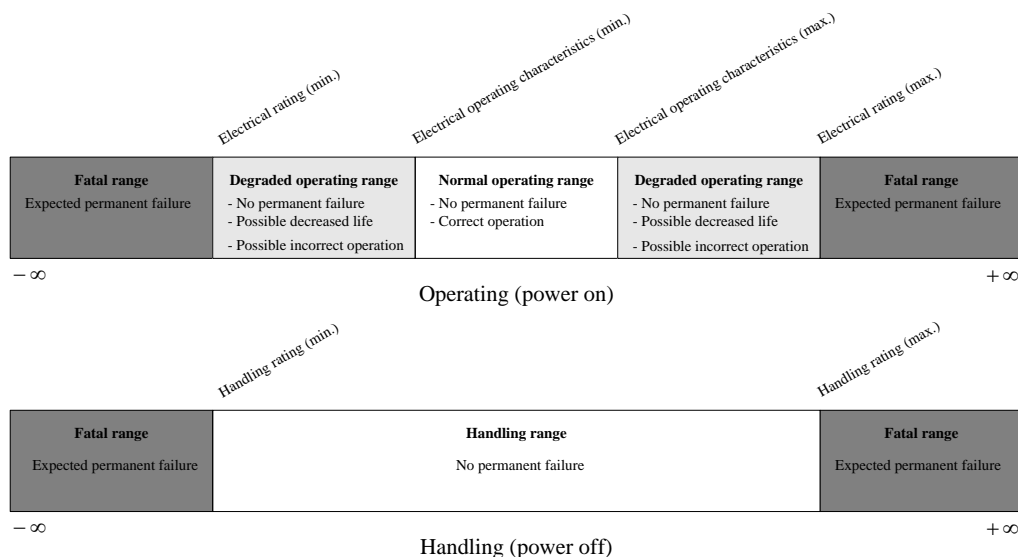 Electrical rating (min.)
Electrical operating characteristics (min.)
Electrical operating characteristics (max.)
Electrical rating (max.)
Fatal range
Expected permanent failure
Degraded operating range
- No permanent failure
- Possible decreased life
- Possible incorrect operation
Normal operating range
- No permanent failure
- Correct operation
Degraded operating range
- No permanent failure
- Possible decreased life
- Possible incorrect operation
Fatal range
Expected permanent failure
– ∞
+ ∞
Operating (power on)
Handling rating (min.)
Handling rating (max.)
Fatal range
Expected permanent failure
Handling range
No permanent failure
Fatal range
Expected permanent failure
– ∞
+ ∞
Handling (power off)